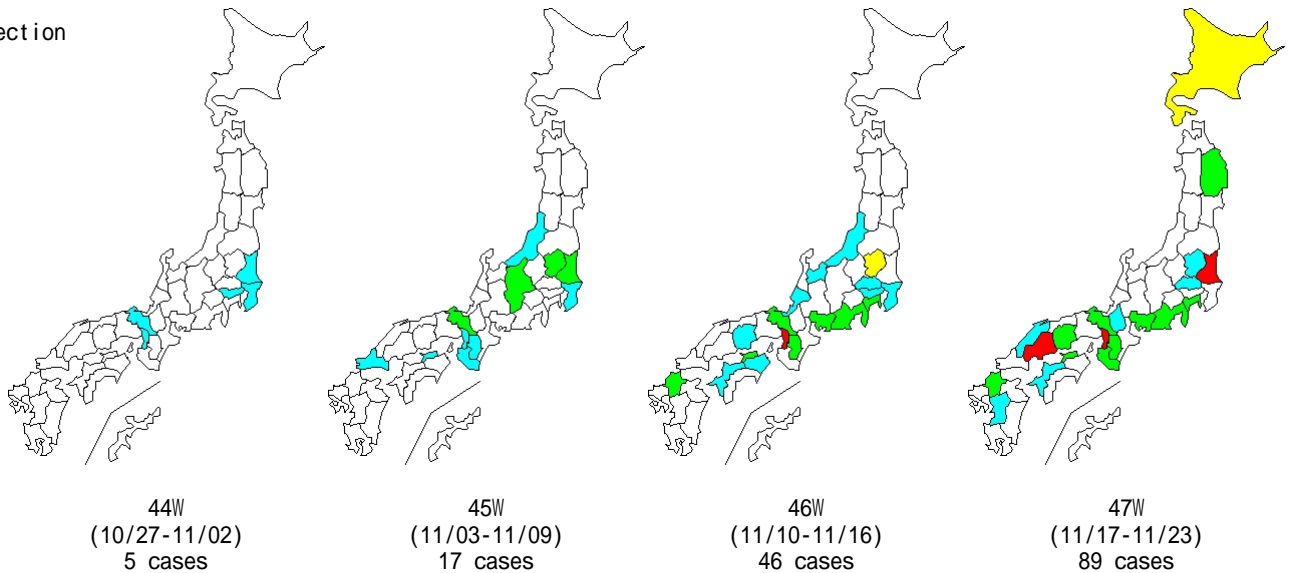 ection
44W
(10/27-11/02)
5 cases
45W
(11/03-11/09)
17 cases
46W
(11/10-11/16)
46 cases
47W
(11/17-11/23)
89 cases